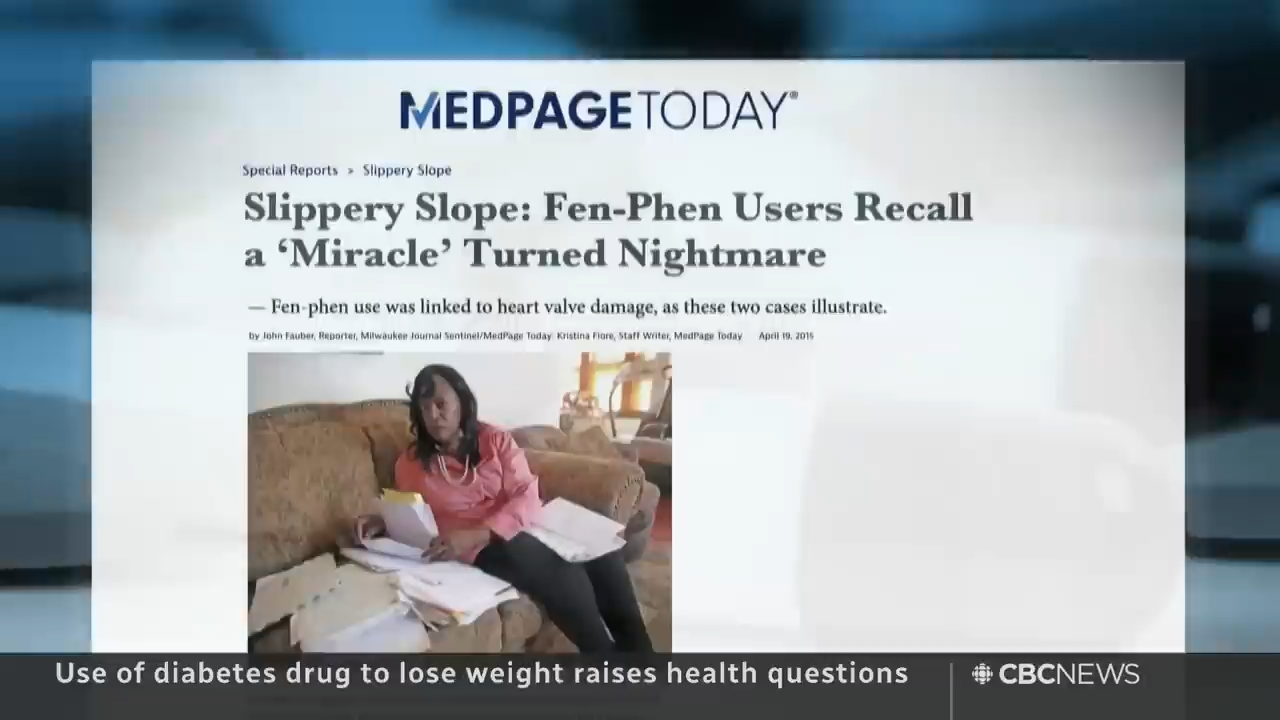 MEDPAGETODAY®
Special Reports > Slippery Slope
Slippery Slope: Fen-Phen Users Recall
a ‘Miracle’ Turned Nightmare
— Fen-phen use was linked to heart valve damage, as these two cases illustrate.
by John Fauber, Reporter, Milwaukee Journal Sentinel/MedPage Today Kristina Fiore, Staff Writer, MedPage Today April 19, 2015
Use of diabetes drug to lose weight raises health questions
CBCNEWS